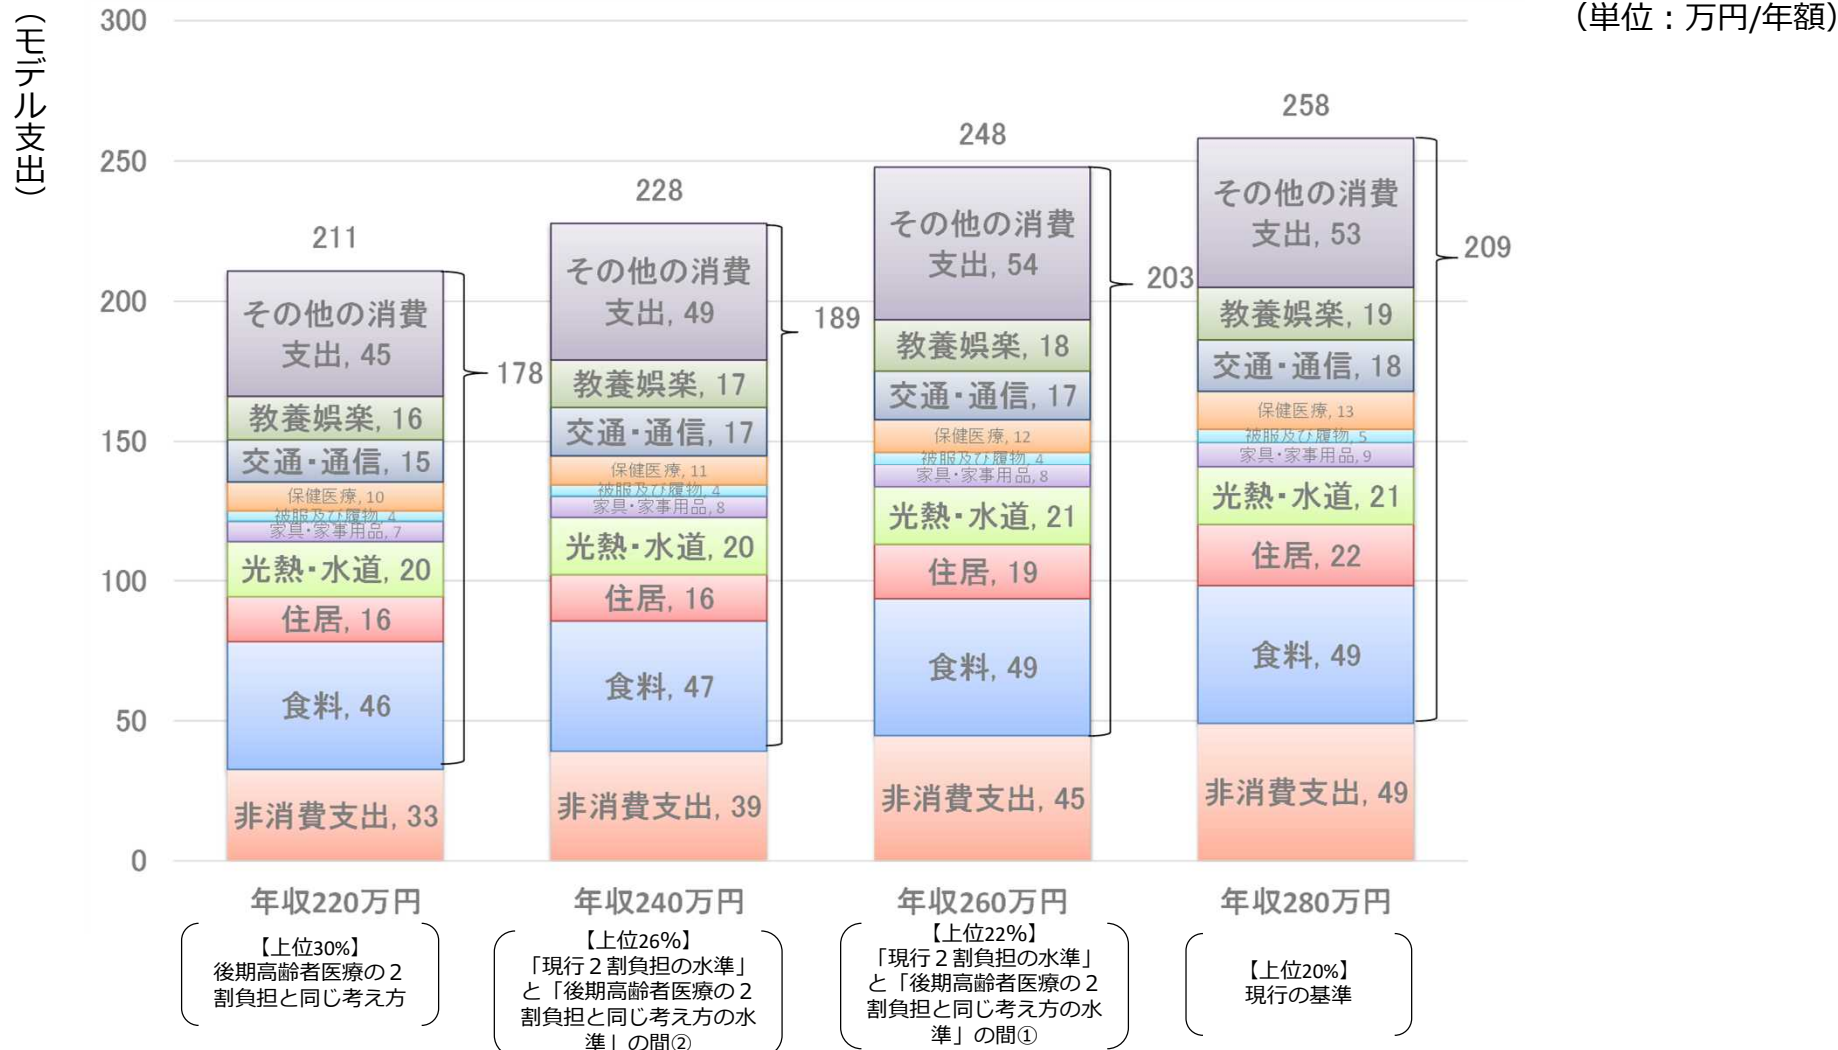 (モデル支出)
(単位：万円/年額)
300
250
200
150
100
50
0
211
その他の消費
支出, 45
教養娯楽, 16
交通・通信, 15
保健医療, 10
被服及び履物, 4
家具・家事用品, 7
光熱・水道, 20
住居, 16
食料, 46
非消費支出, 33
178
228
その他の消費
支出, 49
教養娯楽, 17
交通・通信, 17
保健医療, 11
被服及び履物, 4
家具・家事用品, 8
光熱・水道, 20
住居, 16
食料, 47
非消費支出, 39
189
248
その他の消費
支出, 54
教養娯楽, 18
交通・通信, 17
保健医療, 12
被服及び履物, 4
家具・家事用品, 8
光熱・水道, 21
住居, 19
食料, 49
非消費支出, 45
203
258
その他の消費
支出, 53
教養娯楽, 19
交通・通信, 18
保健医療, 13
被服及び履物, 5
家具・家事用品, 9
光熱・水道, 21
住居, 22
食料, 49
非消費支出, 49
209
年収220万円
【上位30%】
後期高齢者医療の２
割負担と同じ考え方
年収240万円
【上位26%】
「現行２割負担の水準」
と「後期高齢者医療の２
割負担と同じ考え方の水
準」の間②
年収260万円
【上位22%】
「現行２割負担の水準」
と「後期高齢者医療の２
割負担と同じ考え方の水
準」の間①
年収280万円
【上位20%】
現行の基準